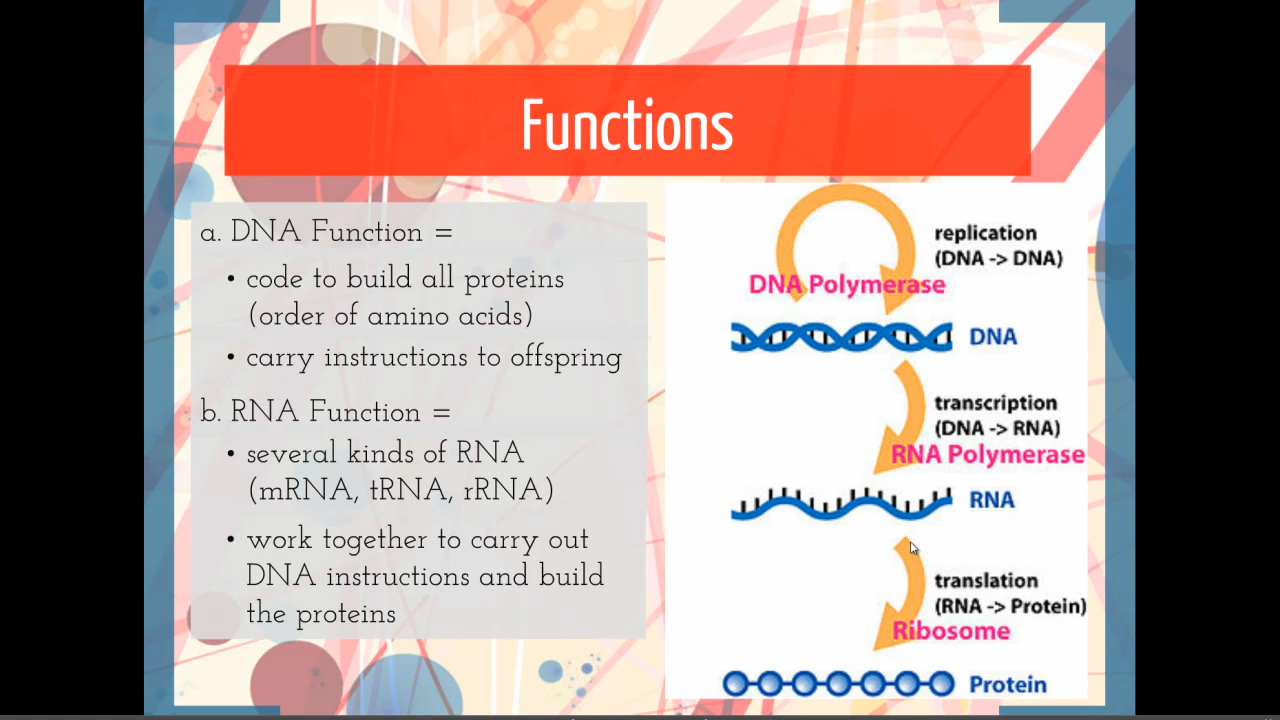 Functions
a. DNA Function =
• code to build all proteins
(order of amino acids)
• carry instructions to offspring
b. RNA Function =
• several kinds of RNA
(mRNA, tRNA, rRNA)
• work together to carry out
DNA instructions and build
the proteins
replication
(DNA -> DNA)
DNA Polymerase
DNA
transcription
(DNA -> RNA)
RNA Polymerase
RNA
translation
(RNA -> Protein)
Ribosome
Protein